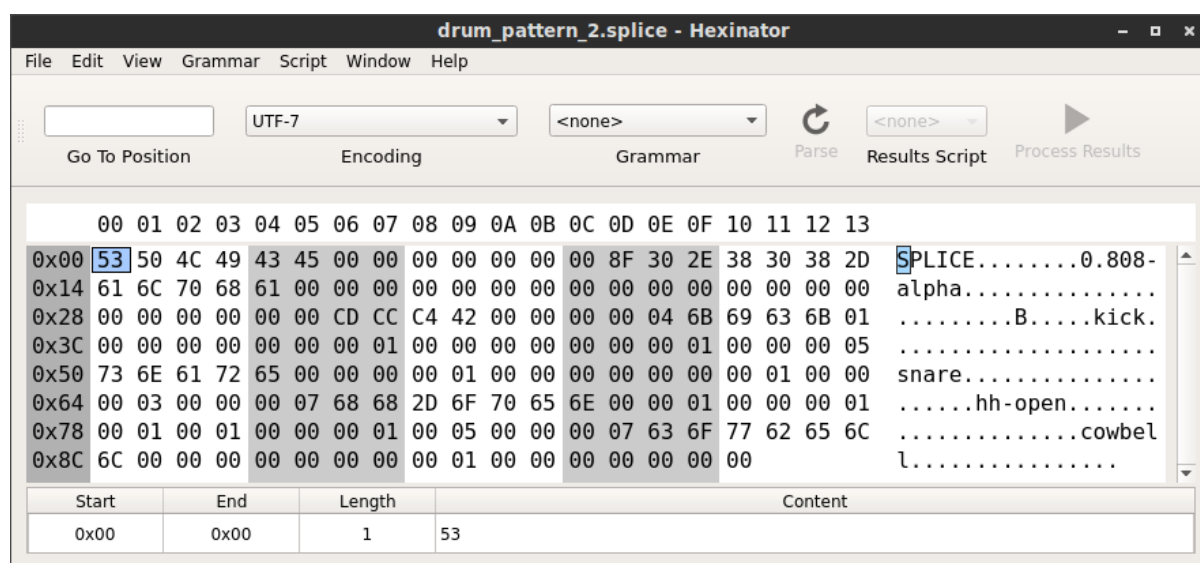 drum_pattern_2.splice - Hexinator
File Edit View Grammar Script Window Help
UTF-7 <none> <none>
Go To Position Encoding Grammar Parse Results Script Process Results
00 01 02 03 04 05 06 07 08 09 0A 0B 0C 0D 0E 0F 10 11 12 13
0x00 53 50 4C 49 43 45 00 00 00 00 00 00 00 8F 30 2E 38 30 38 2D SPLICE........0.808-
0x14 61 6C 70 68 61 00 00 00 00 00 00 00 00 00 00 00 00 00 00 00 alpha...............
0x28 00 00 00 00 00 00 CD CC C4 42 00 00 00 00 04 6B 69 63 6B 01 .........B.....kick.
0x3C 00 00 00 00 00 00 00 01 00 00 00 00 00 00 00 01 00 00 00 05 ....................
0x50 73 6E 61 72 65 00 00 00 00 01 00 00 00 00 00 00 00 01 00 00 snare...............
0x64 00 03 00 00 00 07 68 68 2D 6F 70 65 6E 00 00 01 00 00 00 01 ......hh-open.......
0x78 00 01 00 01 00 00 00 01 00 05 00 00 00 07 63 6F 77 62 65 6C ..............cowbel
0x8C 6C 00 00 00 00 00 00 00 00 01 00 00 00 00 00 00 00 l................
Start End Length Content
0x00 0x00 1 53